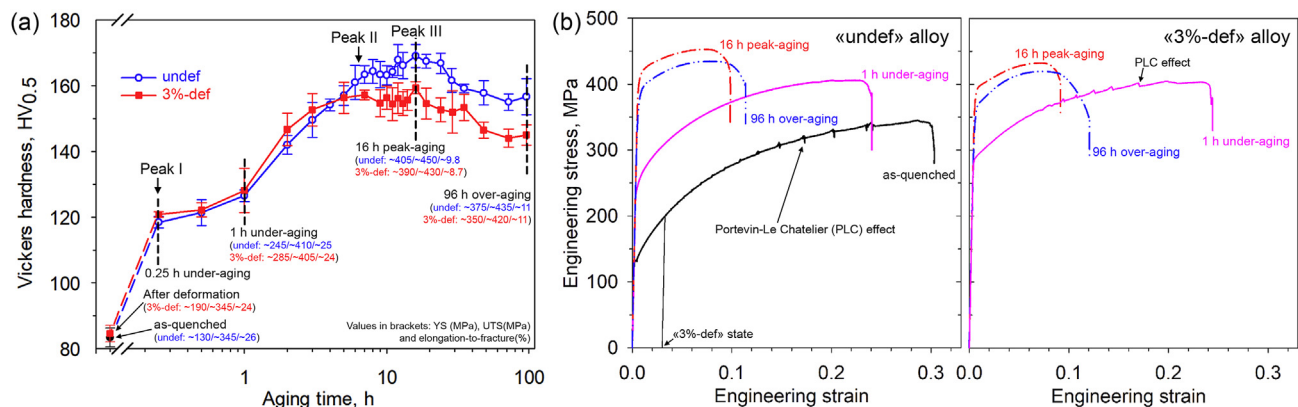 (a)
180
160
140
120
100
80
Vickers hardness, HV0.5
undef
3%-def
Peak I
Peak II
Peak III
16 h peak-aging
(undef: ~405/~450/~9.8
3%-def: ~390/~430/~8.7)
96 h over-aging
(undef: ~375/~435/~11
3%-def: ~350/~420/~11)
1 h under-aging
(undef: ~245/~410/~25
3%-def: ~285/~405/~24)
0.25 h under-aging
After deformation
(3%-def: ~190/~345/~24)
as-quenched
(undef: ~130/~345/~26)
Values in brackets: YS (MPa), UTS(MPa)
and elongation-to-fracture(%)
1
10
100
Aging time, h
(b)
500
400
300
200
100
0
Engineering stress, MPa
«undef» alloy
16 h peak-aging
1 h under-aging
96 h over-aging
as-quenched
Portevin-Le Chatelier (PLC) effect
«3%-def» state
0.0
0.1
0.2
0.3
Engineering strain
«3%-def» alloy
16 h peak-aging
PLC effect
96 h over-aging
1 h under-aging
0.0
0.1
0.2
0.3
Engineering strain